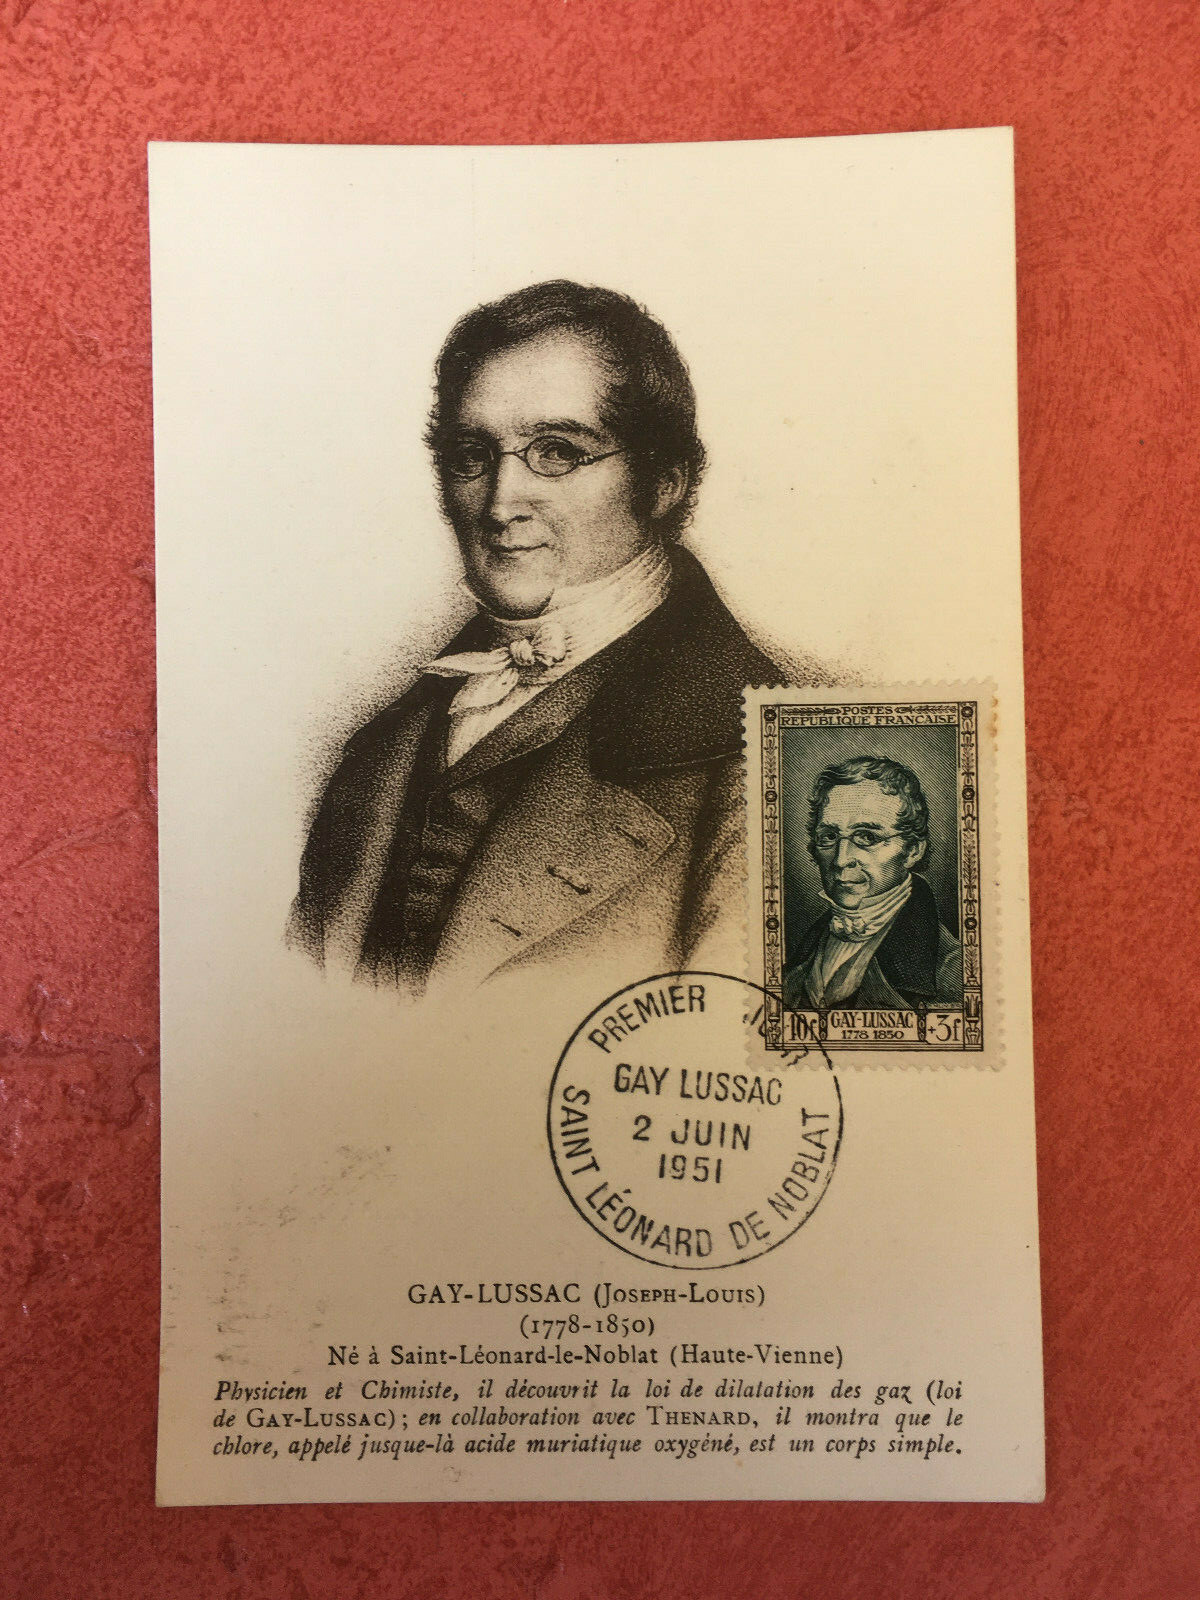 POSTES
REPUBLIQUE FRANÇAISE
10f
GAY-LUSSAC
1778 1850
+3f
PREMIER JOUR
GAY LUSSAC
2 JUIN
1951
SAINT LÉONARD DE NOBLAT
GAY-LUSSAC (Joseph-Louis)
(1778-1850)
Né à Saint-Léonard-le-Noblat (Haute-Vienne)
Physicien et Chimiste, il découvrit la loi de dilatation des gaz (loi
de GAY-LUSSAC) ; en collaboration avec THENARD, il montra que le
chlore, appelé jusque-là acide muriatique oxygéné, est un corps simple.